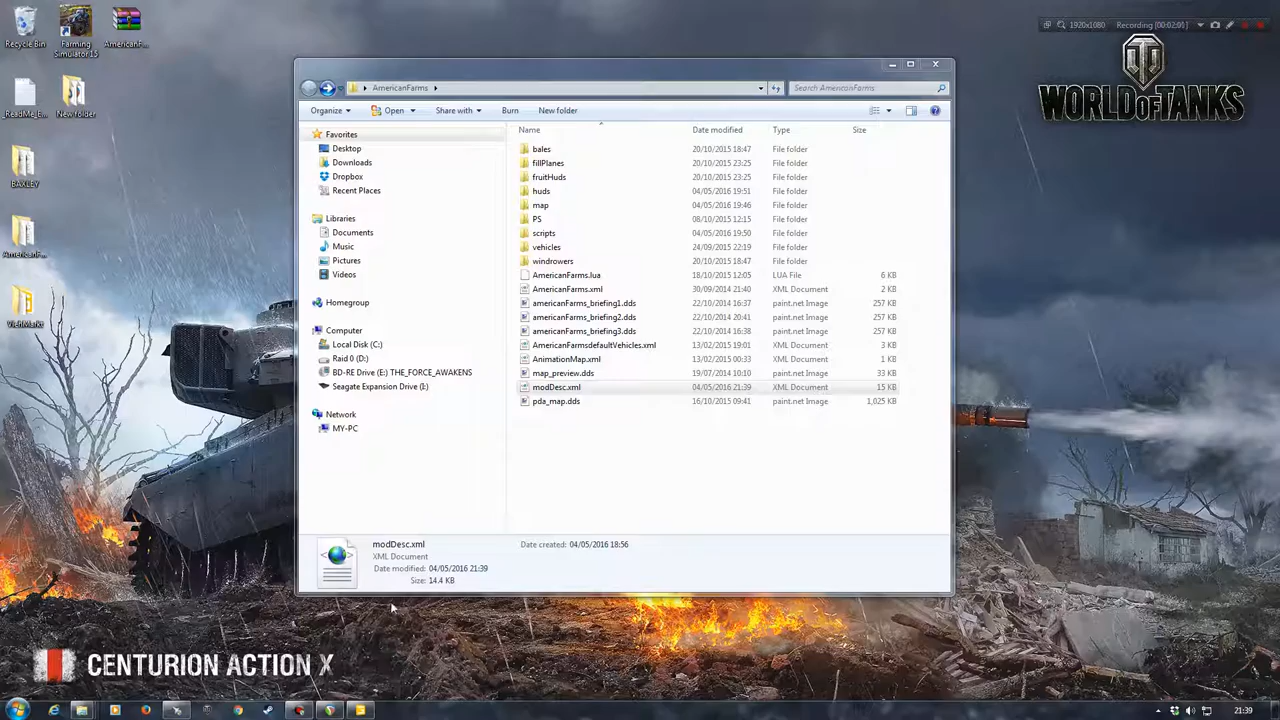 Recycle Bin
Farming
Simulator 15
AmericanF...
_ReadMe_E...
New folder
BAXLEY
AmericanF...
ViehMarkt
1920x1080
Recording [00:02:01]
WORLD OF TANKS
AmericanFarms
Search AmericanFarms
Organize
Open
Share with
Burn
New folder
Favorites
Desktop
Downloads
Dropbox
Recent Places
Libraries
Documents
Music
Pictures
Videos
Homegroup
Computer
Local Disk (C:)
Raid 0 (D:)
BD-RE Drive (E:) THE_FORCE_AWAKENS
Seagate Expansion Drive (I:)
Network
MY-PC
Name Date modified Type Size
bales 20/10/2015 18:47 File folder
fillPlanes 20/10/2015 23:25 File folder
fruitHuds 20/10/2015 23:25 File folder
huds 04/05/2016 19:51 File folder
map 04/05/2016 19:46 File folder
PS 08/10/2015 12:15 File folder
scripts 04/05/2016 19:50 File folder
vehicles 24/09/2015 22:19 File folder
windrowers 20/10/2015 18:47 File folder
AmericanFarms.lua 18/10/2015 12:05 LUA File 6 KB
AmericanFarms.xml 30/09/2014 21:40 XML Document 2 KB
americanFarms_briefing1.dds 22/10/2014 16:37 paint.net Image 257 KB
americanFarms_briefing2.dds 22/10/2014 20:41 paint.net Image 257 KB
americanFarms_briefing3.dds 22/10/2014 16:38 paint.net Image 257 KB
AmericanFarmsdefaultVehicles.xml 13/02/2015 19:01 XML Document 3 KB
AnimationMap.xml 13/02/2015 00:33 XML Document 1 KB
map_preview.dds 19/07/2014 10:10 paint.net Image 33 KB
modDesc.xml 04/05/2016 21:39 XML Document 15 KB
pda_map.dds 16/10/2015 09:41 paint.net Image 1,025 KB
modDesc.xml
XML Document
Date modified: 04/05/2016 21:39
Size: 14.4 KB
Date created: 04/05/2016 18:56
CENTURION ACTION X
21:39